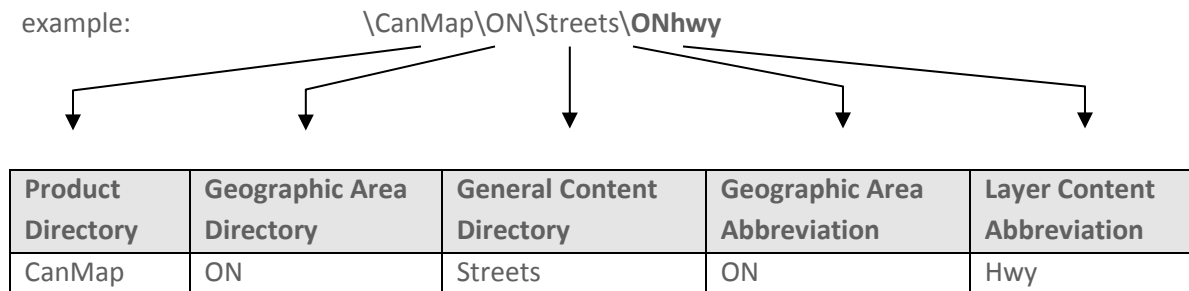 example: \CanMap\ON\Streets\ONhwy
Product Directory Geographic Area Directory General Content Directory Geographic Area Abbreviation Layer Content Abbreviation
CanMap ON Streets ON Hwy